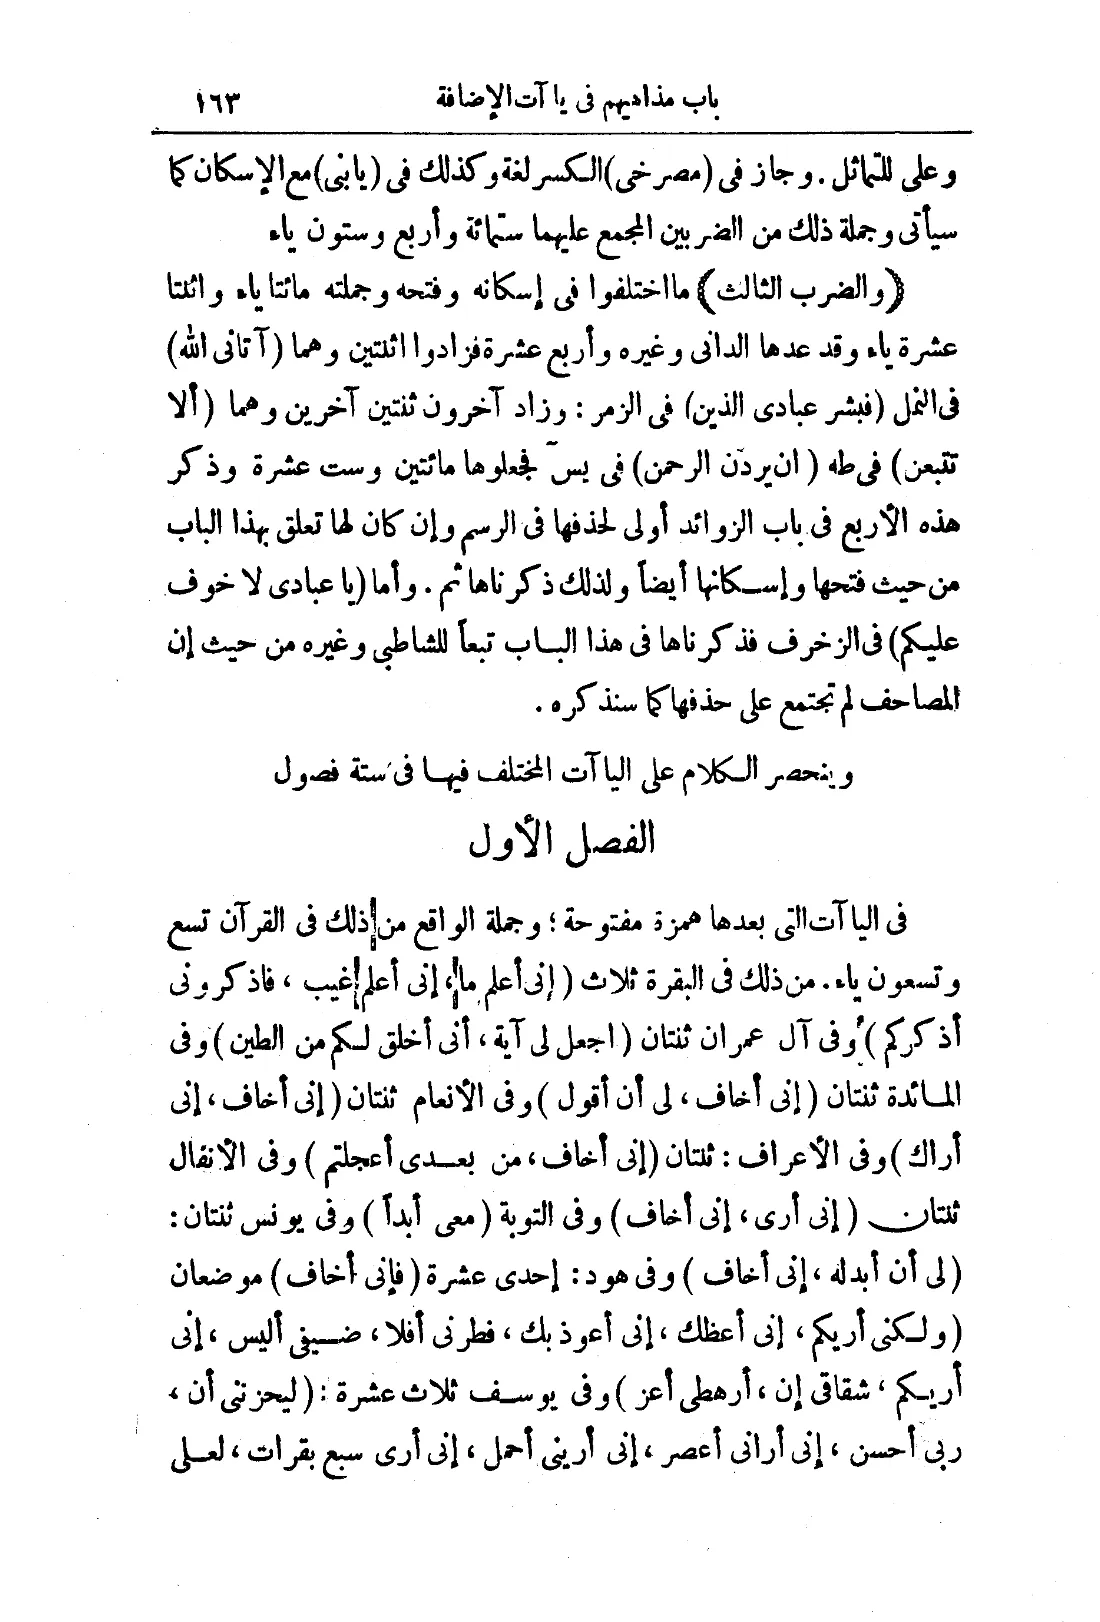 باب مذاهبهم فى ياآت الإضافة ١٦٣
وعلى للتماثل. وجاز فى (مصرخى) الكسر لغة وكذلك فى (يابنى) مع الإسكان كما
سيأتى وجملة ذلك من الضربين المجمع عليهما ستمائة وأربع وستون ياء
(والضرب الثالث) مااختلفوا فى إسكانه وفتحه وجملته مائتا ياء واثلتا
عشرة ياء وقد عدها الدانى وغيره وأربع عشرة فزادوا اثلتين وهما (آتانى الله)
فى النمل (فبشر عبادى الذين) فى الزمر : وزاد آخرون ثنتين آخرين وهما (ألا
تتبعن) فى طه ( ان يردن الرحمن) فى يسۤ فجعلوها مائتين وست عشرة وذكر
هذه الأربع فى باب الزوائد أولى لحذفها فى الرسم وإن كان لها تعلق بهذا الباب
من حيث فتحها وإسكانها أيضاً ولذلك ذكرناها ثم. وأما (يا عبادى لا خوف
عليكم) فى الزخرف فذكرناها فى هذا الباب تبعاً للشاطبى وغيره من حيث إن
المصاحف لم تجتمع على حذفها كما سنذكره .
وينحصر الكلام على الياآت المختلف فيها فى ستة فصول
الفصل الأول
فى الياآت التى بعدها همزة مفتوحة ؛ وجملة الواقع من ذلك فى القرآن تسع
وتسعون ياء. من ذلك فى البقرة ثلاث ( إنى أعلم ما، إنى أعلم غيب ، فاذكرونى
أذكركم ) وفى آل عمران ثنتان ( اجعل لى آية ، أنى أخلق لكم من الطين ) وفى
المائدة ثنتان ( إنى أخاف ، لى أن أقول ) وفى الأنعام ثنتان ( إنى أخاف ، إنى
أراك ) وفى الأعراف : ثلتان (إنى أخاف ، من بعدى أعجلتم ) وفى الأنفال
ثنتان ( إنى أرى ، إنى أخاف ) وفى التوبة ( معى أبداً ) وفى يونس ثنتان :
( لى أن أبدله ، إنى أخاف ) وفى هود : إحدى عشرة ( فإنى أخاف ) موضعان
( ولكنى أريكم ، إنى أعظك ، إنى أعوذ بك ، فطرنى أفلا ، ضيفى أليس ، إنى
أريكم ، شقاقى إن ، أرهطى أعز ) وفى يوسف ثلاث عشرة : ( ليحزننى أن ،
ربى أحسن ، إنى أرانى أعصر ، إنى أرينى أحمل ، إنى أرى سبع بقرات ، لعلى